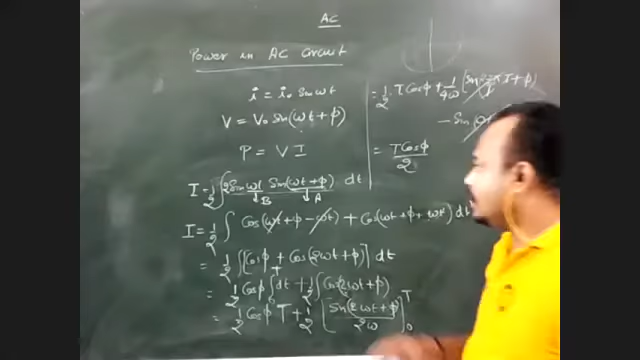 AC
Power in AC Circuit
i = i₀ sin ωt
V = V₀ sin(ωt + φ)
P = V I
I = 1/2 ∫ 2 Sin ωt Sin(ωt + φ) dt
↓B ↓A
I = 1/2 ∫ Cos(ωt + φ - ωt) + Cos(ωt + φ + ωt) dt
= 1/2 ∫ [Cos φ + Cos(2ωt + φ)] dt
= 1/2 Cos φ ∫ dt + 1/2 ∫ Cos(2ωt + φ)
= 1/2 Cos φ T + 1/2 [Sin(2ωt + φ)/2ω]₀ᵀ
= 1/2 T Cos φ + 1/4ω [Sin
- Sin
= T Cos φ/2